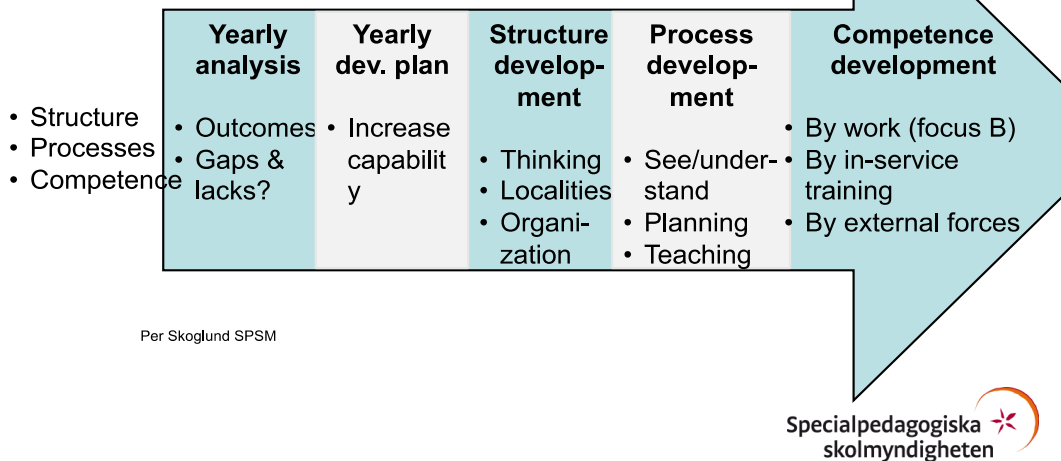 • Structure
• Processes
• Competence
Yearly
analysis
• Outcomes
• Gaps &
lacks?
Yearly
dev. plan
• Increase
capabilit
y
Structure
develop-
ment
• Thinking
• Localities
• Organi-
zation
Process
develop-
ment
• See/under-
stand
• Planning
• Teaching
Competence
development
• By work (focus B)
• By in-service
training
• By external forces
Per Skoglund SPSM
Specialpedagogiska
skolmyndigheten